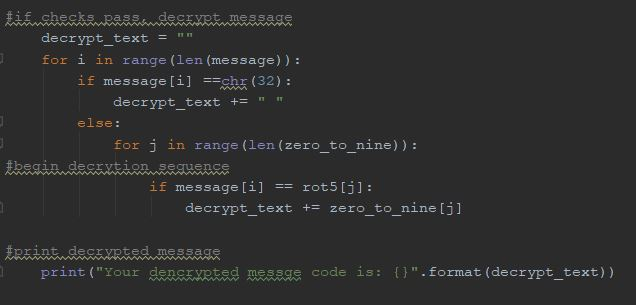 #if checks pass, decrypt message
decrypt_text = ""
for i in range(len(message)):
if message[i] ==chr(32):
decrypt_text += " "
else:
for j in range(len(zero_to_nine)):
#begin decrytion sequence
if message[i] == rot5[j]:
decrypt_text += zero_to_nine[j]
#print decrypted message
print("Your dencrypted messge code is: {}".format(decrypt_text))